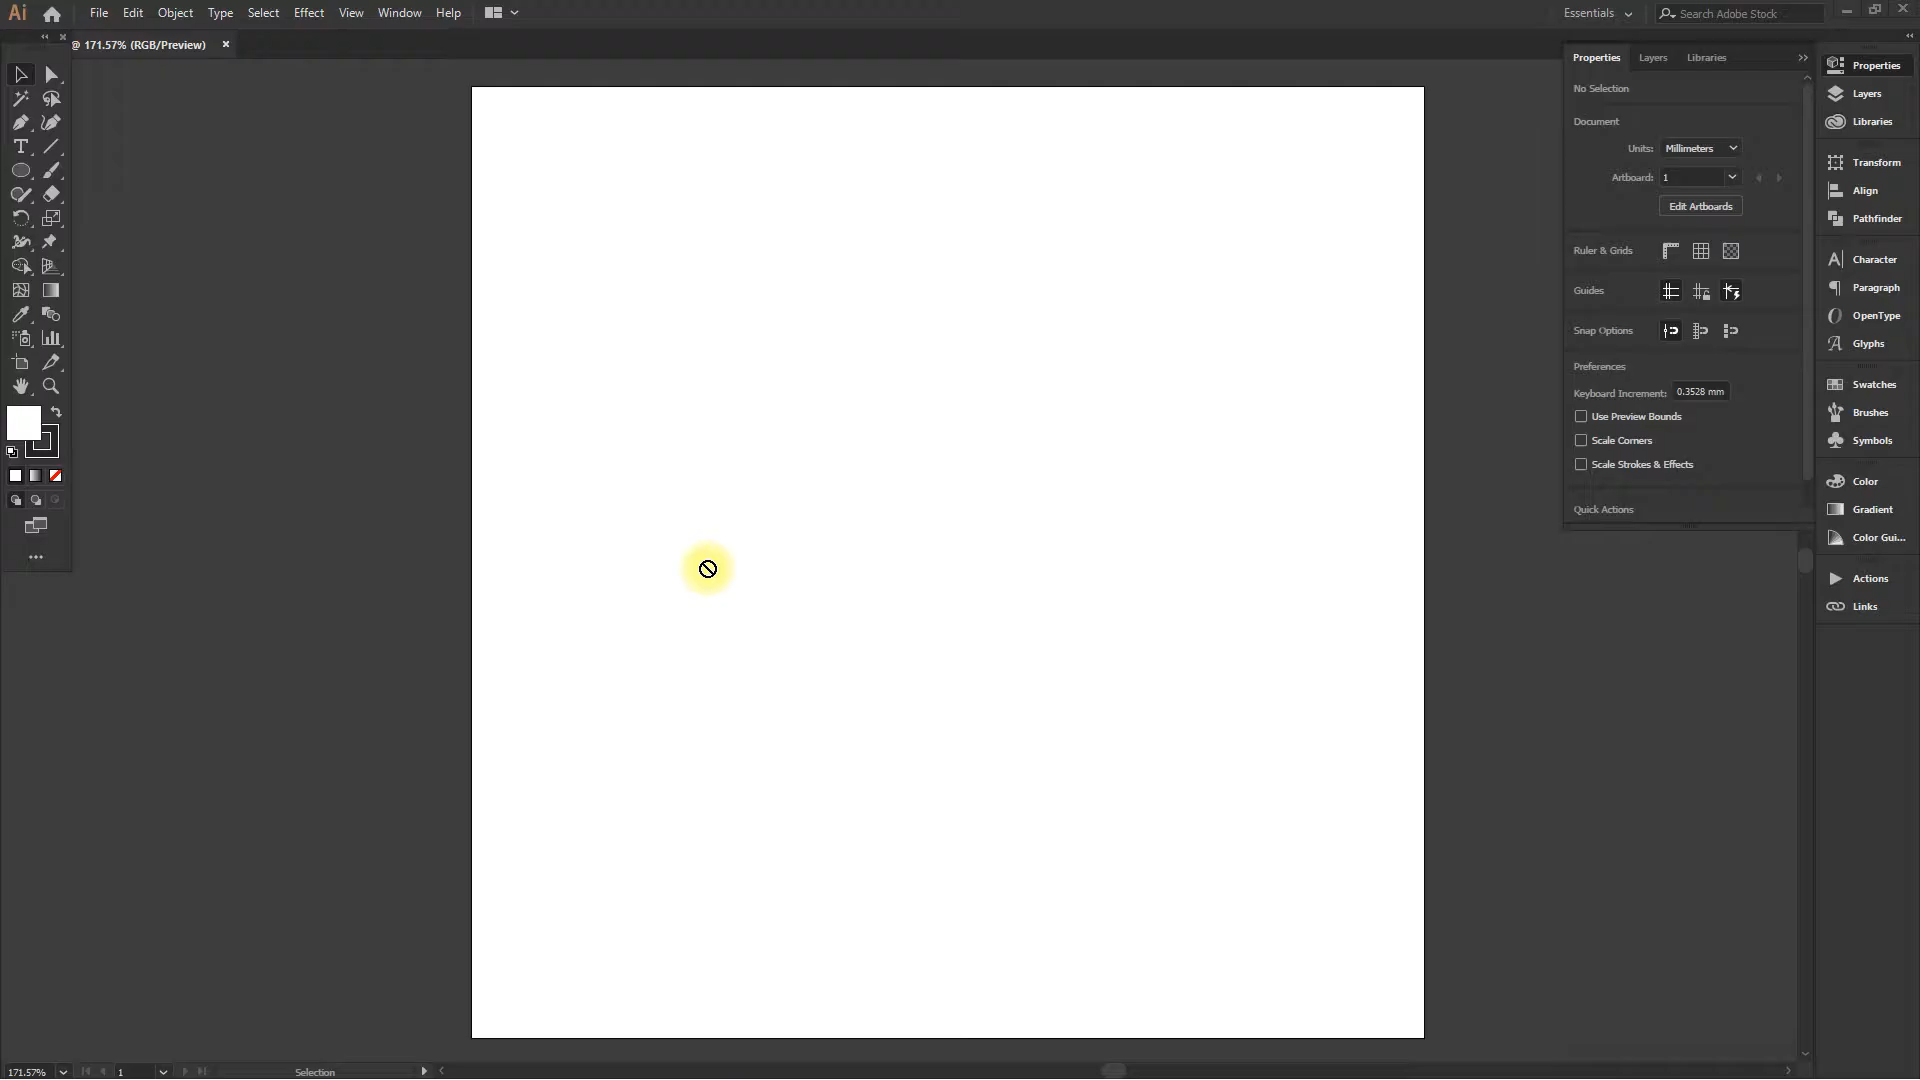 Ai File Edit Object Type Select Effect View Window Help Essentials Search Adobe Stock
@ 171.57% (RGB/Preview) ×
Properties Layers Libraries
No Selection
Document
Units: Millimeters
Artboard: 1
Edit Artboards
Ruler & Grids
Guides
Snap Options
Preferences
Keyboard Increment: 0.3528 mm
Use Preview Bounds
Scale Corners
Scale Strokes & Effects
Quick Actions
Properties
Layers
Libraries
Transform
Align
Pathfinder
Character
Paragraph
OpenType
Glyphs
Swatches
Brushes
Symbols
Color
Gradient
Color Gui...
Actions
Links
171.57% 1 Selection